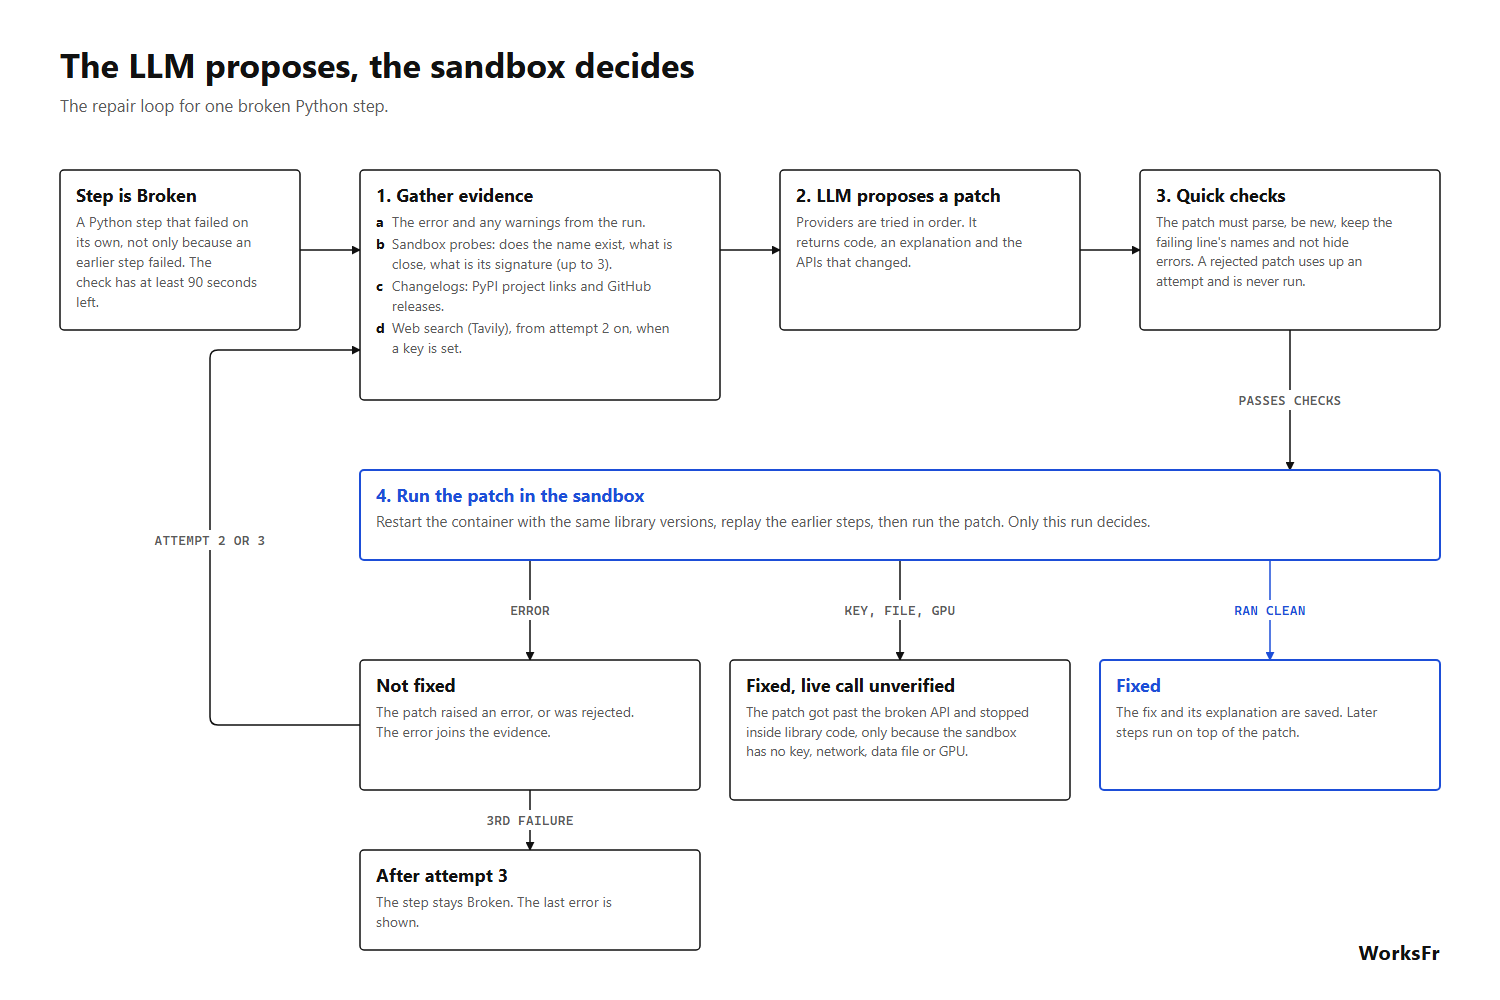 The LLM proposes, the sandbox decides
The repair loop for one broken Python step.
Step is Broken
A Python step that failed on
its own, not only because an
earlier step failed. The
check has at least 90 seconds
left.
1. Gather evidence
a The error and any warnings from the run.
b Sandbox probes: does the name exist, what is
close, what is its signature (up to 3).
c Changelogs: PyPI project links and GitHub
releases.
d Web search (Tavily), from attempt 2 on, when
a key is set.
2. LLM proposes a patch
Providers are tried in order. It
returns code, an explanation and the
APIs that changed.
3. Quick checks
The patch must parse, be new, keep the
failing line's names and not hide
errors. A rejected patch uses up an
attempt and is never run.
PASSES CHECKS
4. Run the patch in the sandbox
Restart the container with the same library versions, replay the earlier steps, then run the patch. Only this run decides.
ATTEMPT 2 OR 3
ERROR
KEY, FILE, GPU
RAN CLEAN
Not fixed
The patch raised an error, or was rejected.
The error joins the evidence.
Fixed, live call unverified
The patch got past the broken API and stopped
inside library code, only because the sandbox
has no key, network, data file or GPU.
Fixed
The fix and its explanation are saved. Later
steps run on top of the patch.
3RD FAILURE
After attempt 3
The step stays Broken. The last error is
shown.
WorksFr